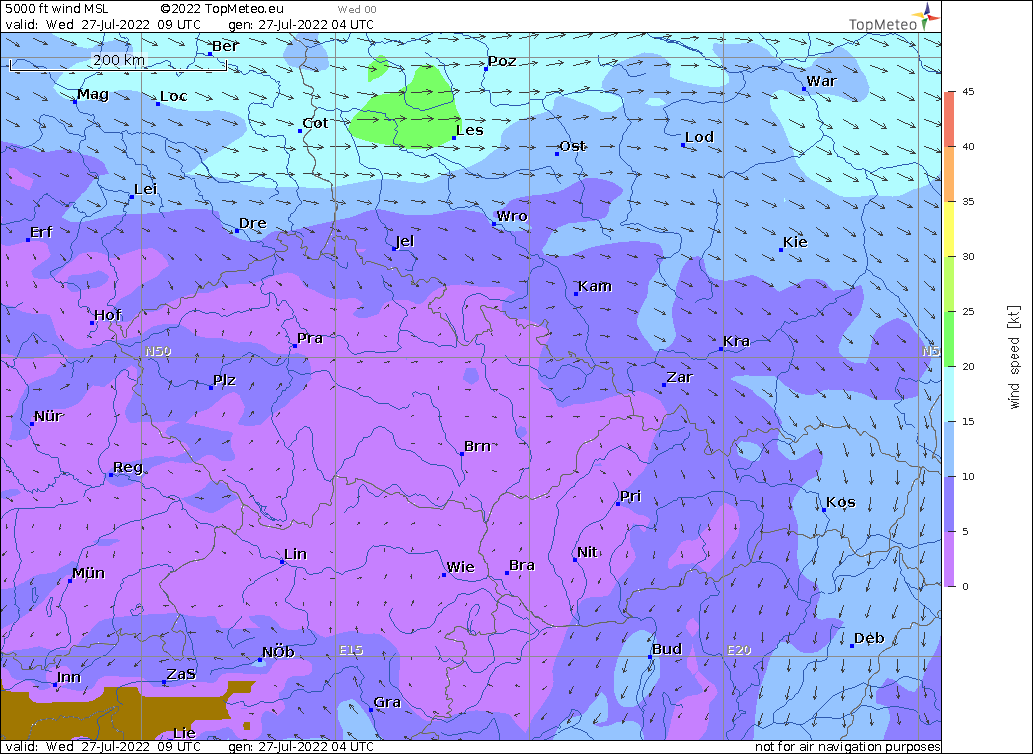 5000 ft wind MSL ©2022 TopMeteo.eu Wed 00
valid: Wed 27-Jul-2022 09 UTC gen: 27-Jul-2022 04 UTC
TopMeteo
Ber
200 km
Poz
War
Mag
Loc
45
Cot
Les
Lod
Ost
40
Lei
35
Wro
Dre
Erf
Jel
Kie
30
Kam
Hof
25
Pra
Kra
N50
N50
20
Plz
Zar
wind speed [kt]
Nür
15
Brn
Reg
10
Pri
Kos
5
Lin
Nit
Wie
Bra
Mün
0
Deb
NÖb
E15
Bud
E20
Inn
ZaS
Gra
Lie
valid: Wed 27-Jul-2022 09 UTC gen: 27-Jul-2022 04 UTC
not for air navigation purposes